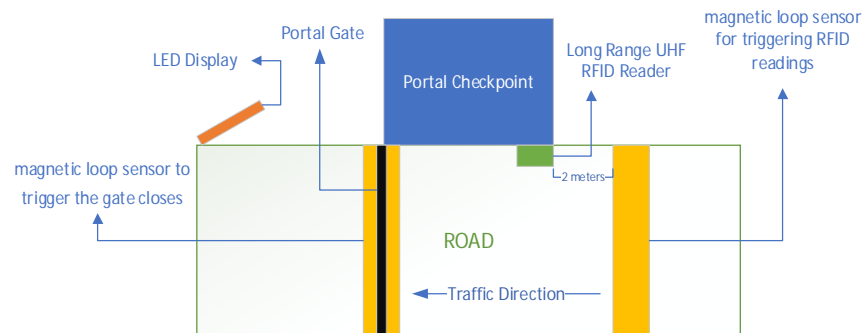 magnetic loop sensor
for triggering RFID
readings
Portal Gate
Long Range UHF
RFID Reader
LED Display
Portal Checkpoint
magnetic loop sensor to
trigger the gate closes
2 meters
ROAD
Traffic Direction